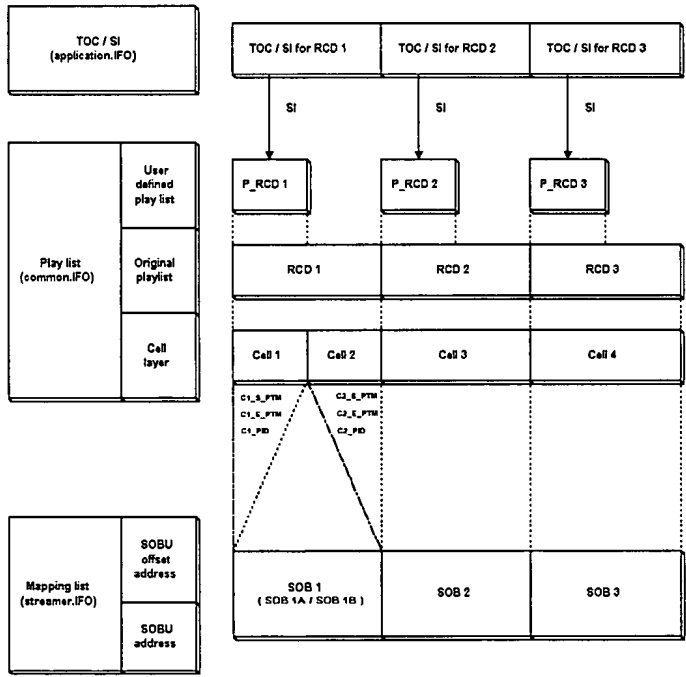 TOC / SI
(application.IFO)
TOC / SI for RCD 1
TOC / SI for RCD 2
TOC / SI for RCD 3
SI
SI
SI
User
defined
play list
P_RCD 1
P_RCD 2
P_RCD 3
Play list
(common.IFO)
Original
playlist
RCD 1
RCD 2
RCD 3
Cell
layer
Cell 1
Cell 2
Cell 3
Cell 4
C1_S_PTM
C1_E_PTM
C1_PID
C2_S_PTM
C2_E_PTM
C2_PID
Mapping list
(streamer.IFO)
SOBU
offset
address
SOBU
address
SOB 1
( SOB 1A / SOB 1B )
SOB 2
SOB 3